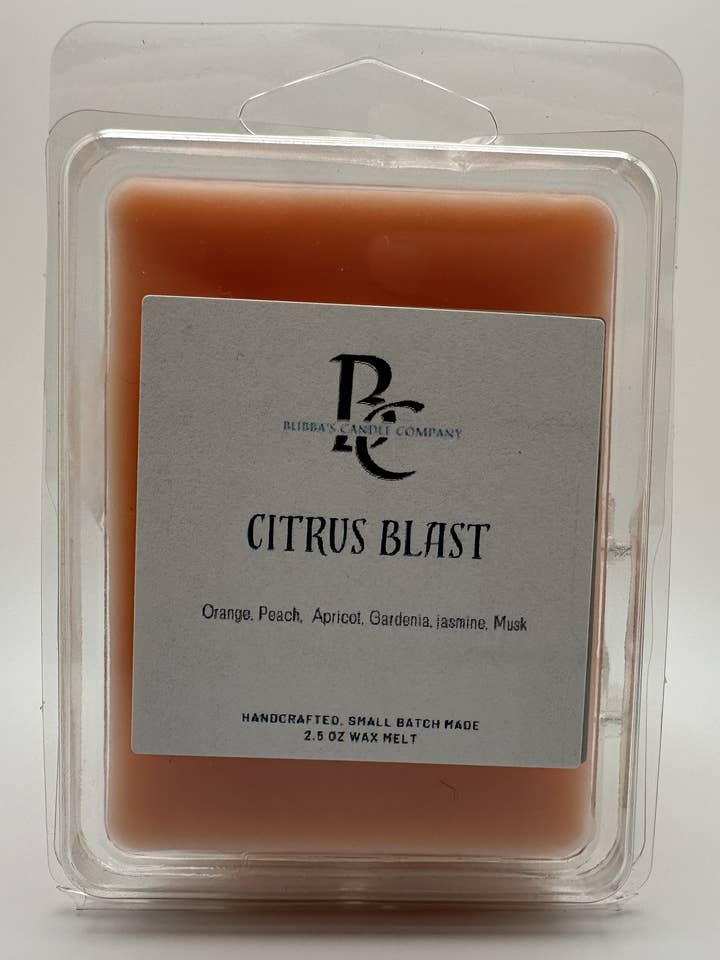 BC
BUBBA'S CANDLE COMPANY
CITRUS BLAST
Orange, Peach, Apricot, Gardenia, jasmine, Musk
HANDCRAFTED, SMALL BATCH MADE
2.5 OZ WAX MELT